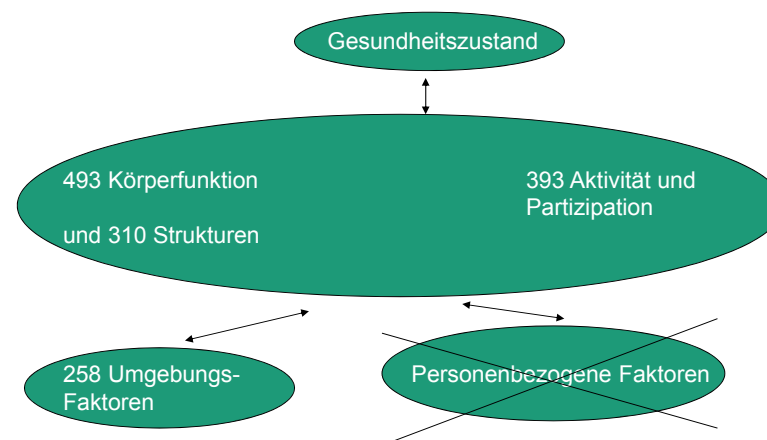 Gesundheitszustand
493 Körperfunktion
und 310 Strukturen
393 Aktivität und
Partizipation
258 Umgebungs-
Faktoren
Personenbezogene Faktoren